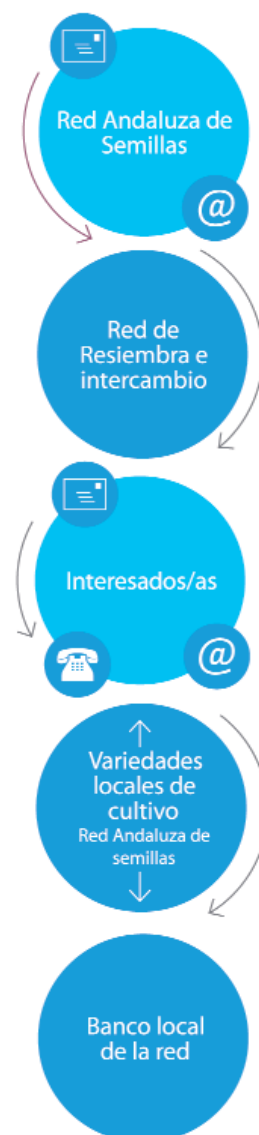 Red Andaluza de
Semillas
@
Red de
Resiembra e
intercambio
Interesados/as
@
Variedades
locales de
cultivo
Red Andaluza de
semillas
Banco local
de la red